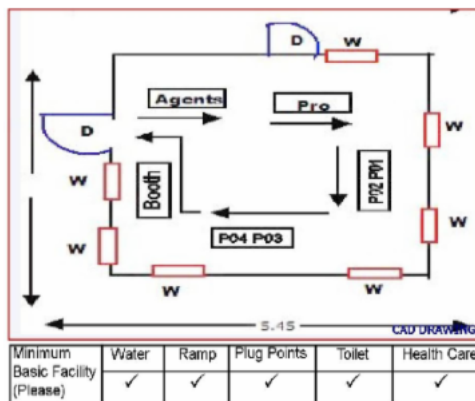 D
W
Agents
Pro
D
W
W
Booth
P02 P01
W
W
P04 P03
W
W
5.45
CAD DRAWING
Minimum Basic Facility (Please)
Water
Ramp
Plug Points
Toilet
Health Care
✓ ✓ ✓ ✓ ✓